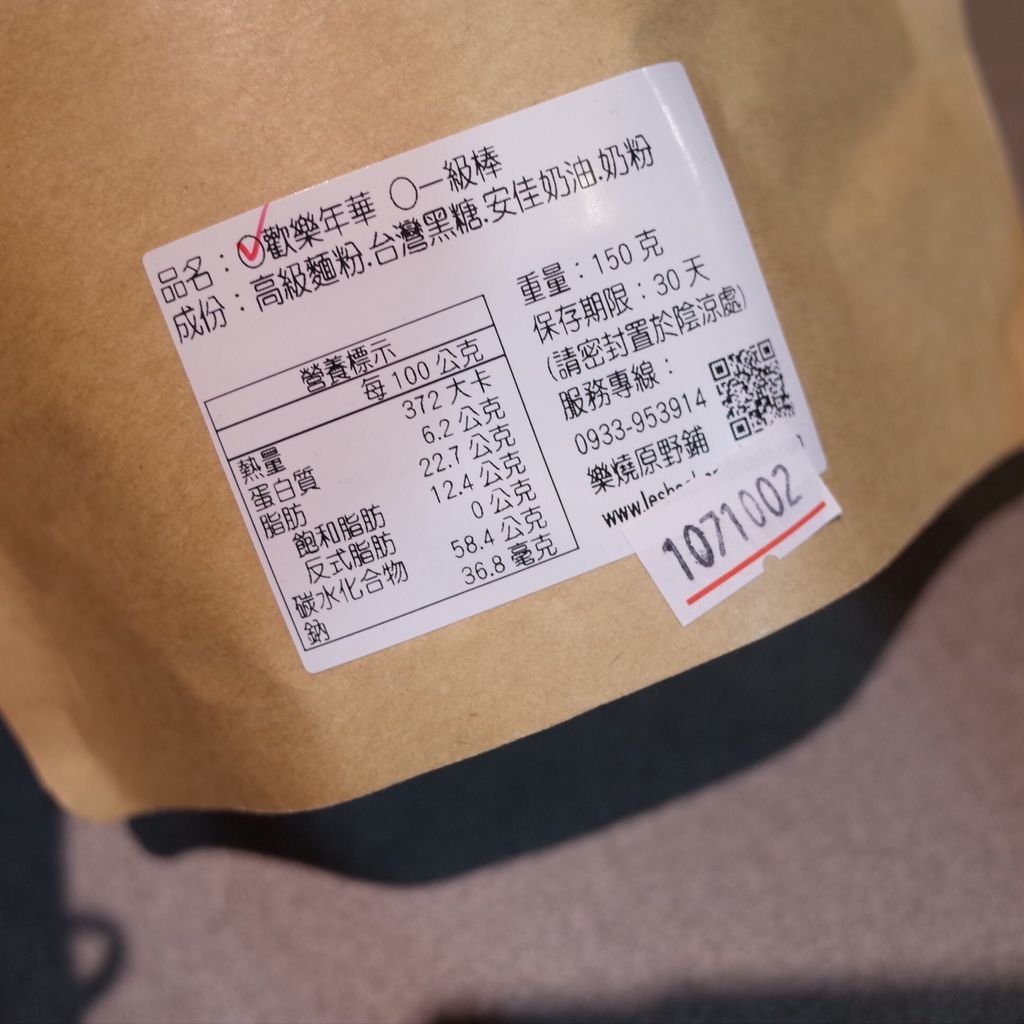 品名：○歡樂年華 ○一級棒
成份：高級麵粉.台灣黑糖.安佳奶油.奶粉
營養標示
每 100 公克
熱量 372 大卡
蛋白質 6.2 公克
脂肪 22.7 公克
飽和脂肪 12.4 公克
反式脂肪 0 公克
碳水化合物 58.4 公克
鈉 36.8 毫克
重量：150 克
保存期限：30 天
(請密封置於陰涼處)
服務專線：
0933-953914
樂燒原野鋪
1071002